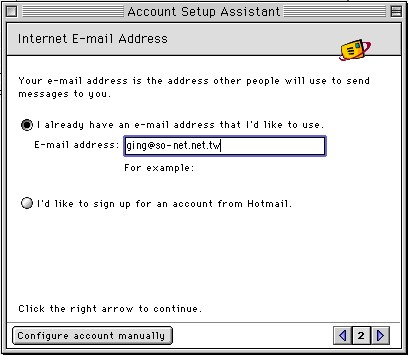 Account Setup Assistant
Internet E-mail Address
Your e-mail address is the address other people will use to send
messages to you.
I already have an e-mail address that I'd like to use.
E-mail address: ging@so-net.net.tw
For example:
I'd like to sign up for an account from Hotmail.
Click the right arrow to continue.
Configure account manually 2